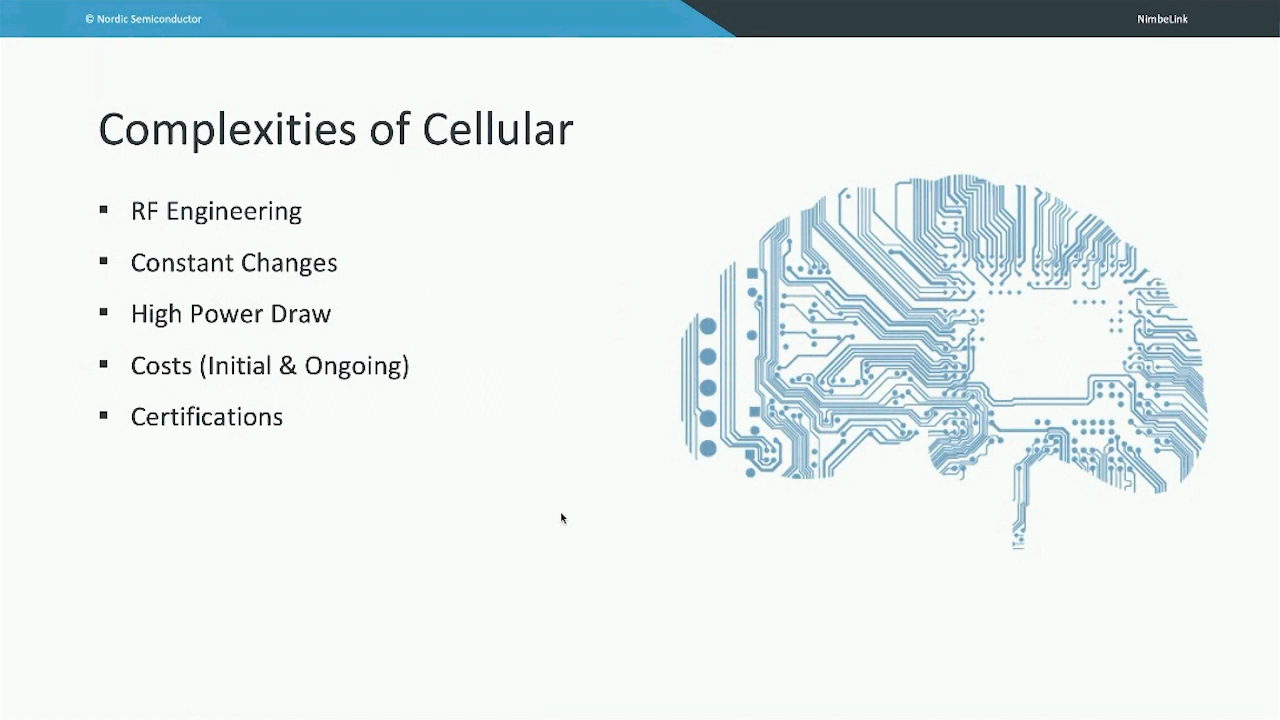 © Nordic Semiconductor
NimbeLink
Complexities of Cellular
▪ RF Engineering
▪ Constant Changes
▪ High Power Draw
▪ Costs (Initial & Ongoing)
▪ Certifications